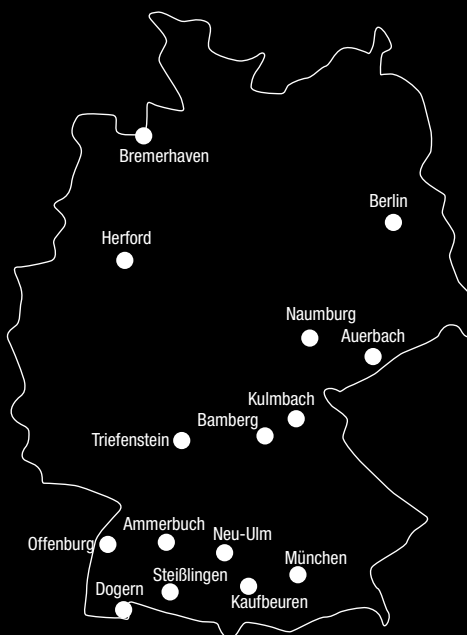 Bremerhaven
Berlin
Herford
Naumburg
Auerbach
Kulmbach
Bamberg
Triefenstein
Ammerbuch
Offenburg
Neu-Ulm
München
Steißlingen
Dogern
Kaufbeuren